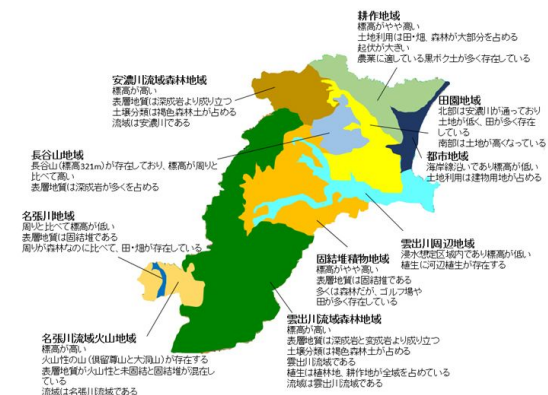 耕作地域
標高がやや高い
土地利用は田・畑、森林が大部分を占める
起伏が大きい
農業に適している黒ボク土が多く存在している
安濃川流域森林地域
標高が高い
表層地質は深成岩より成り立つ
土壌分類は褐色森林土が占める
流域は安濃川である
田園地域
北部は安濃川が通っており
土地が低く、田が多く存在
している
南部は土地が高くなっている
都市地域
海岸線沿いであり標高が低い
土地利用は建物用地が占める
長谷山地域
長谷山(標高321m)が存在しており、標高が周りと
比べて高い
表層地質は深成岩が多くを占める
名張川地域
周りと比べて標高が低い
表層地質は固結堆である
周りが森林なのに比べて、田・畑が存在している
雲出川周辺地域
浸水想定区域内であり標高が低い
植生に河辺植生が存在する
固結堆積物地域
標高がやや高い
表層地質は固結推である
多くは森林だが、ゴルフ場や
田が多く存在している
名張川流域火山地域
標高が高い
火山性の山(倶留尊山と大洞山)が存在する
表層地質が火山性と未固結と固結堆が混在し
ている
流域は名張川流域である
雲出川流域森林地域
標高が高い
表層地質は深成岩と変成岩より成り立つ
土壌分類は褐色森林土が占める
雲出川流域である
植生は植林地、耕作地が全域を占めている
流域は雲出川流域である